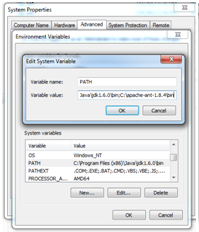 System Properties
Computer Name Hardware Advanced System Protection Remote
Environment Variables
Edit System Variable
Variable name: PATH
Variable value: Java\jdk1.6.0\bin;C:\apache-ant-1.8.4\bin
OK Cancel
System variables
Variable Value
OS Windows_NT
PATH C:\Program Files (x86)\Java\jdk1.6.0\bin
PATHEXT .COM;.EXE;.BAT;.CMD;.VBS;.VBE;.JS;....
PROCESSOR_A... AMD64
New... Edit... Delete
OK Cancel